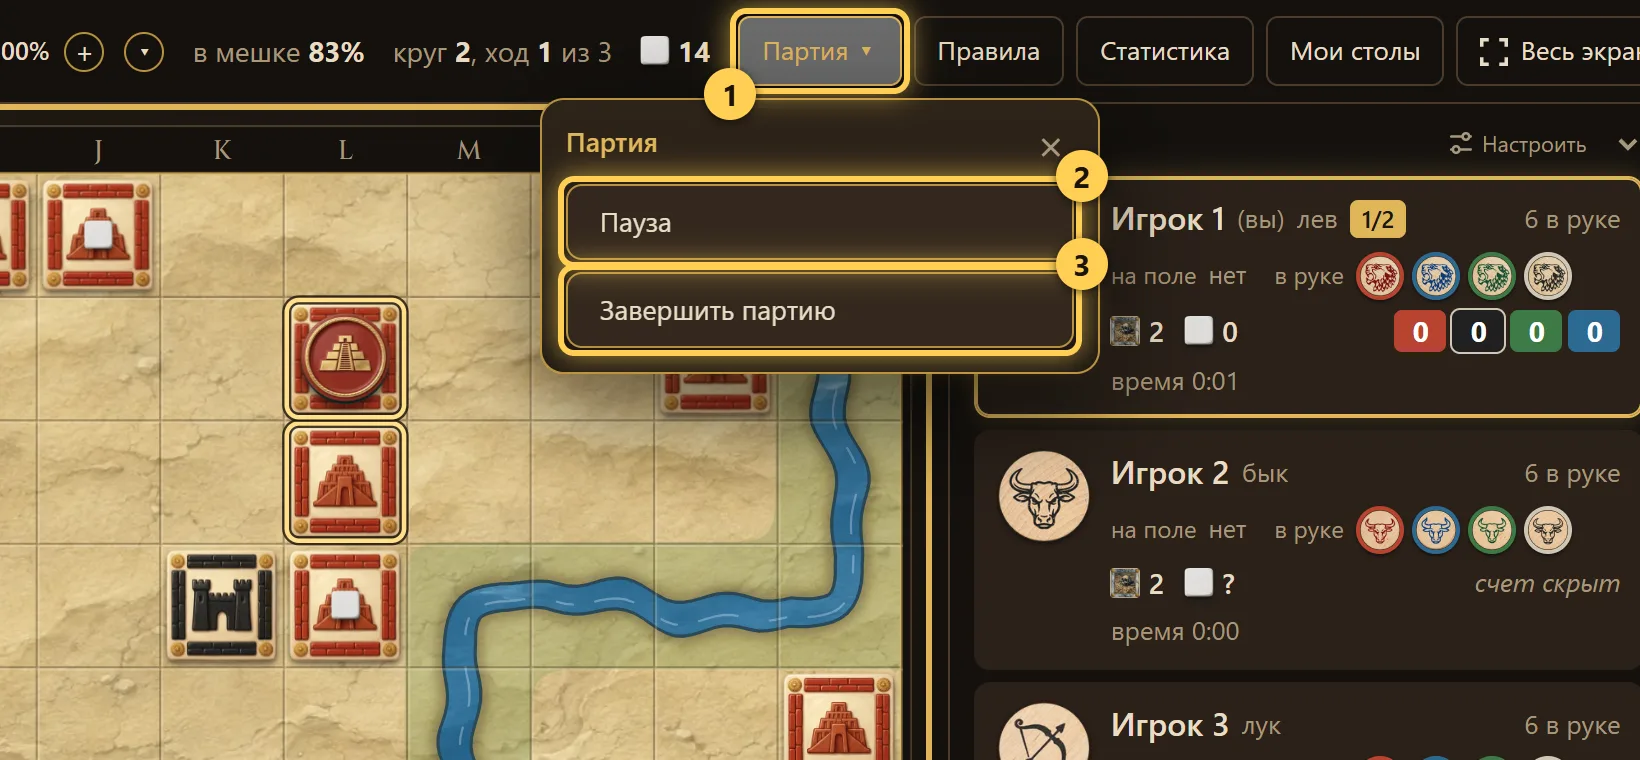 00% + ▾ в мешке 83% круг 2, ход 1 из 3 14 Партия ▾ Правила Статистика Мои столы Весь экран
1
J K L M
Партия ×
2
Пауза
3
Завершить партию
Настроить
Игрок 1 (вы) лев 1/2 6 в руке
на поле нет в руке
2 0 0 0 0 0
время 0:01
Игрок 2 бык 6 в руке
на поле нет в руке
2 ? счет скрыт
время 0:00
Игрок 3 лук 6 в руке